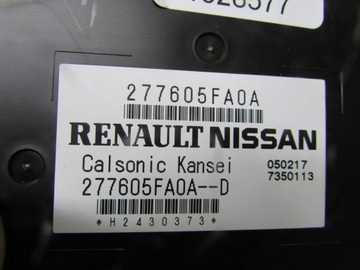 277605FA0A
RENAULT NISSAN
Calsonic Kansei 050217
277605FA0A--D 7350113
*H2430373*